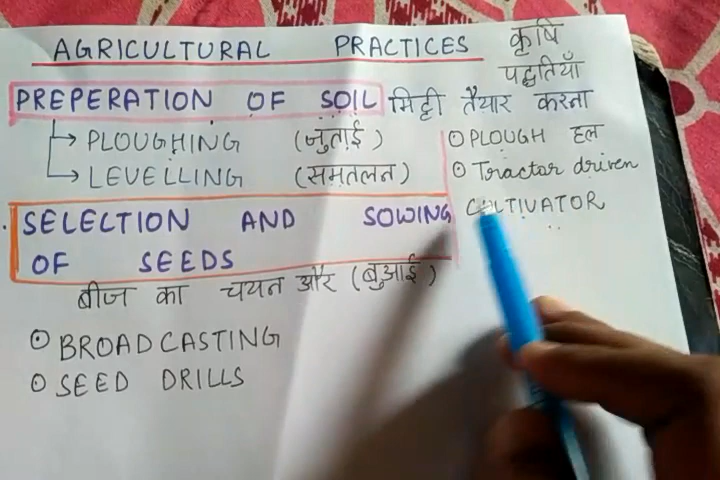 AGRICULTURAL PRACTICES कृषि
पद्धतियाँ
PREPERATION OF SOIL मिट्टी तैयार करना
PLOUGHING (जुताई)
LEVELLING (समतलन)
PLOUGH हल
Tractor driven
CULTIVATOR
SELECTION AND SOWING
OF SEEDS
बीज का चयन और (बुआई)
BROADCASTING
SEED DRILLS